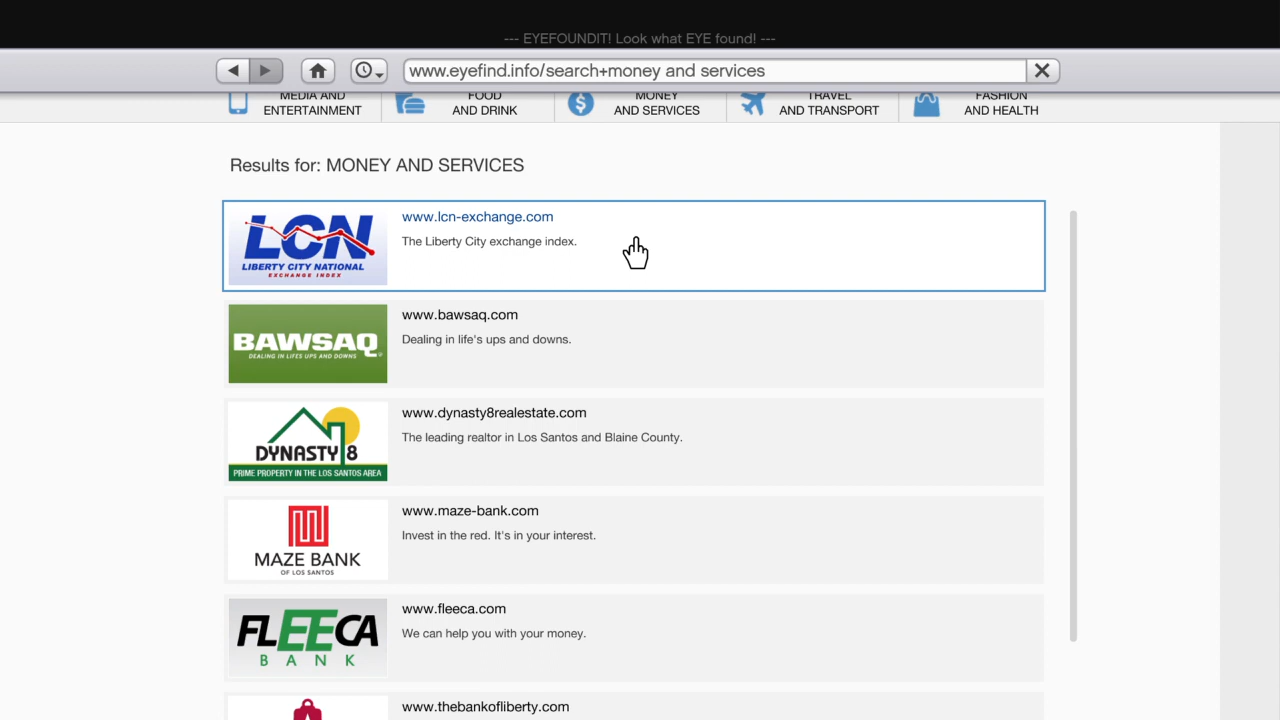 --- EYEFOUNDIT! Look what EYE found! ---
www.eyefind.info/search+money and services
MEDIA AND
ENTERTAINMENT
FOOD
AND DRINK
MONEY
AND SERVICES
TRAVEL
AND TRANSPORT
FASHION
AND HEALTH
Results for: MONEY AND SERVICES
LCN
LIBERTY CITY NATIONAL
EXCHANGE INDEX
www.lcn-exchange.com
The Liberty City exchange index.
BAWSAQ
DEALING IN LIFES UPS AND DOWNS
www.bawsaq.com
Dealing in life's ups and downs.
DYNASTY 8
PRIME PROPERTY IN THE LOS SANTOS AREA
www.dynasty8realestate.com
The leading realtor in Los Santos and Blaine County.
MAZE BANK
OF LOS SANTOS
www.maze-bank.com
Invest in the red. It's in your interest.
FLEECA
BANK
www.fleeca.com
We can help you with your money.
www.thebankofliberty.com